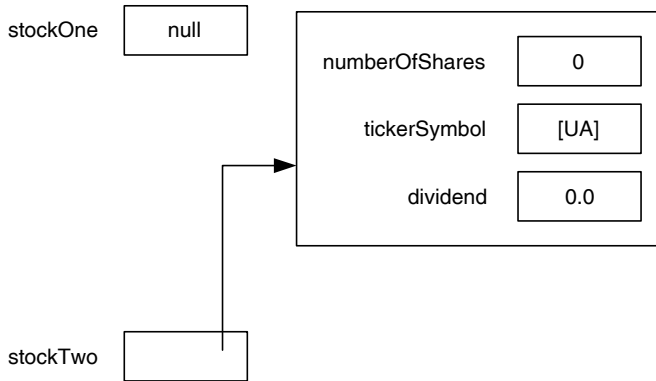 stockOne null
numberOfShares 0
tickerSymbol [UA]
dividend 0.0
stockTwo